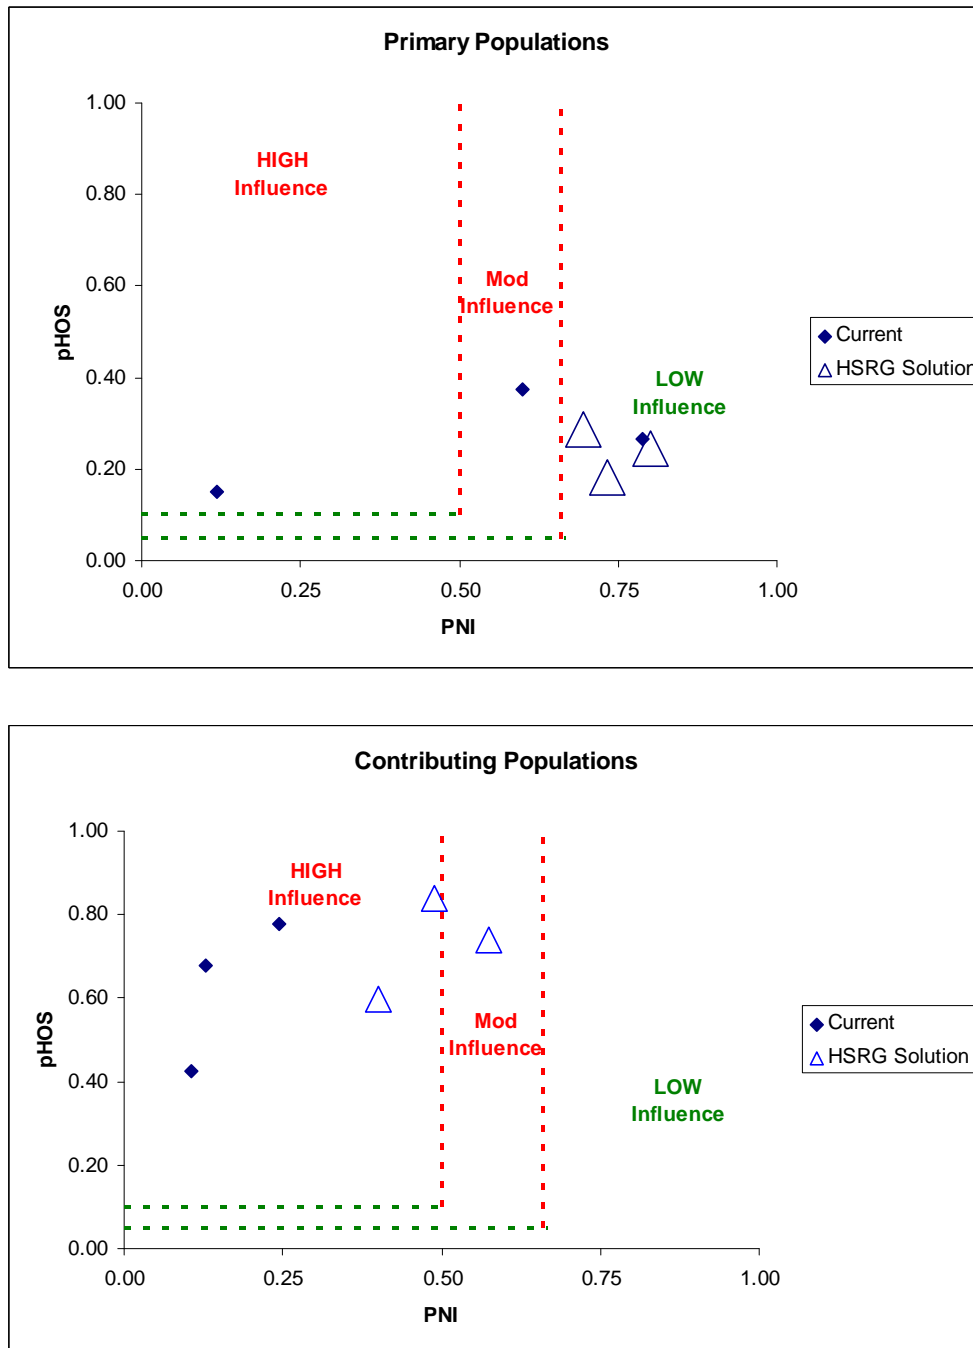 Primary Populations
1.00
HIGH
Influence
0.80
Mod
Influence
0.60
pHOS
Current
HSRG Solution
0.40
LOW
Influence
0.20
0.00
0.00 0.25 0.50 0.75 1.00
PNI
Contributing Populations
1.00
HIGH
Influence
0.80
0.60
Mod
Influence
pHOS
Current
HSRG Solution
0.40
LOW
Influence
0.20
0.00
0.00 0.25 0.50 0.75 1.00
PNI